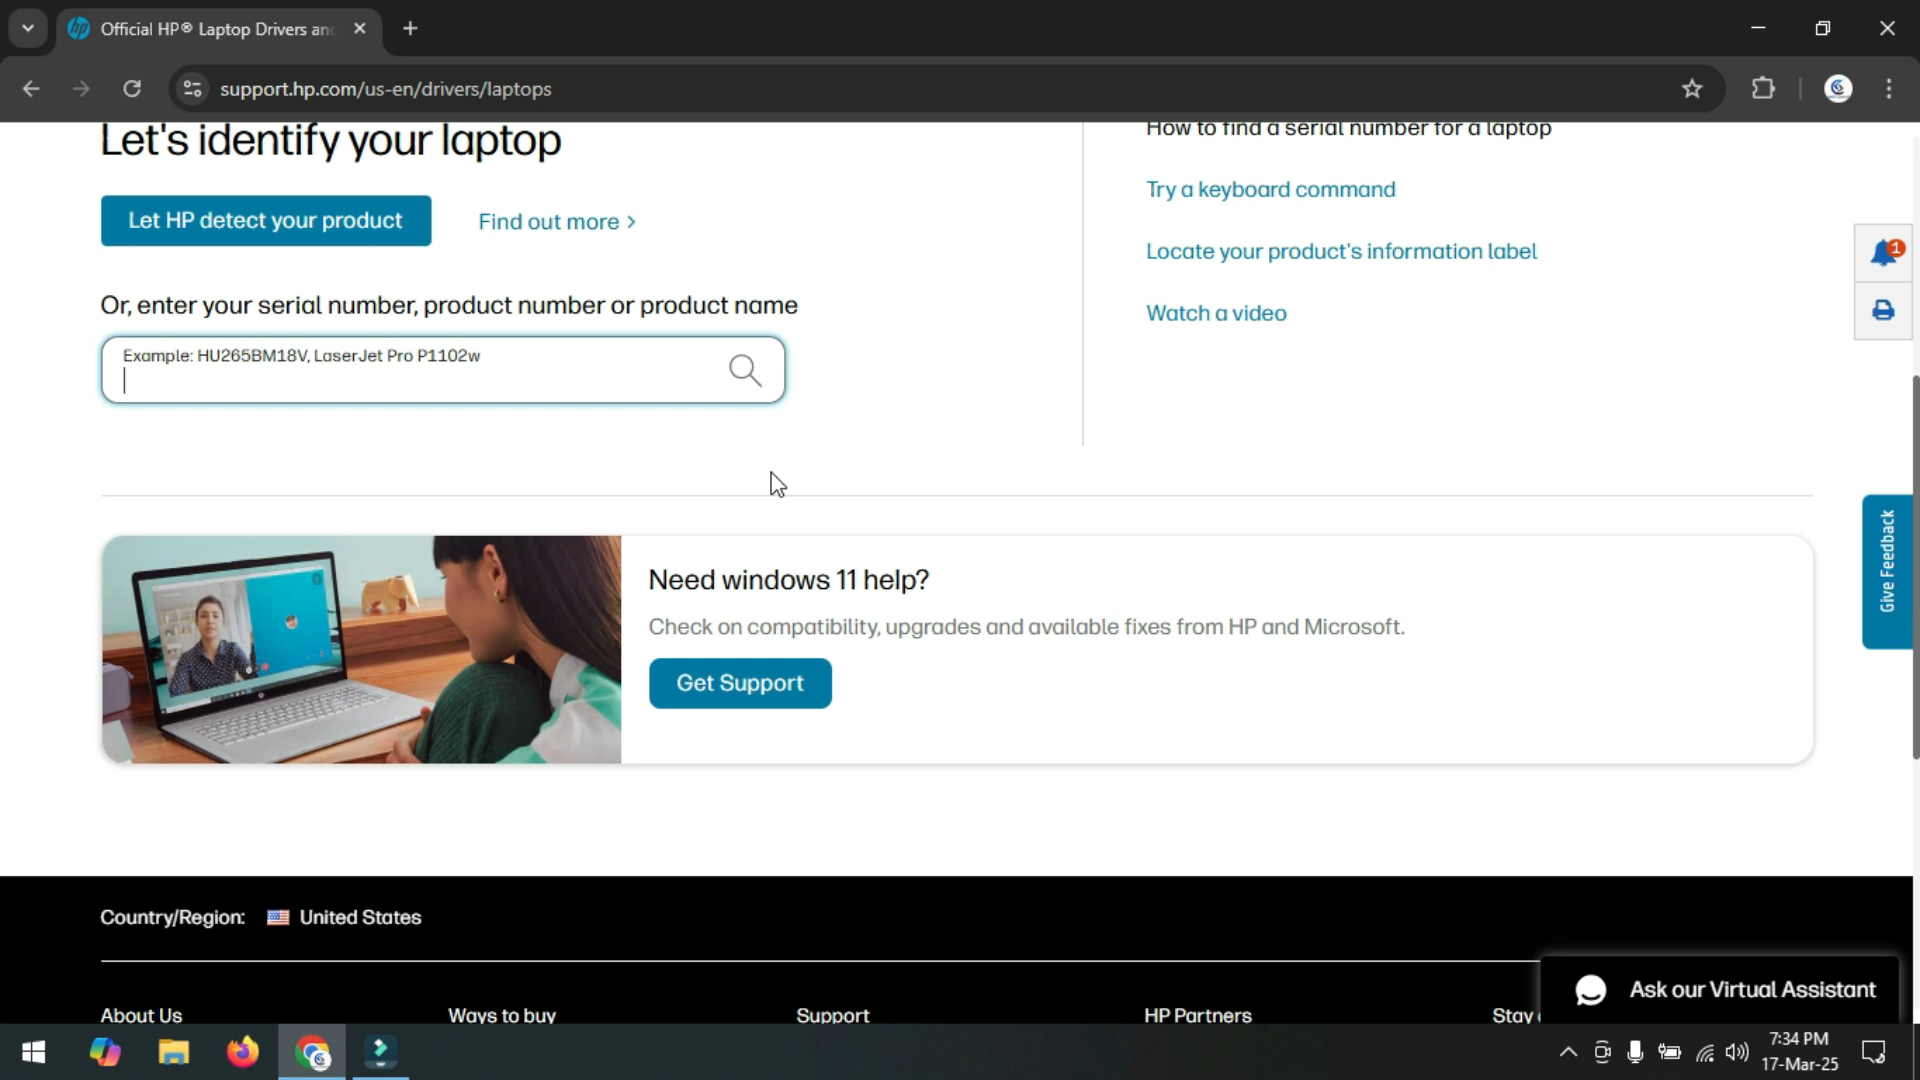 Official HP® Laptop Drivers and
support.hp.com/us-en/drivers/laptops
Let's identify your laptop
Let HP detect your product
Find out more >
Or, enter your serial number, product number or product name
Example: HU265BM18V, LaserJet Pro P1102w
How to find a serial number for a laptop
Try a keyboard command
Locate your product's information label
Watch a video
1
Give Feedback
Need windows 11 help?
Check on compatibility, upgrades and available fixes from HP and Microsoft.
Get Support
Country/Region: United States
About Us
Ways to buy
Support
HP Partners
Stay
Ask our Virtual Assistant
7:34 PM
17-Mar-25